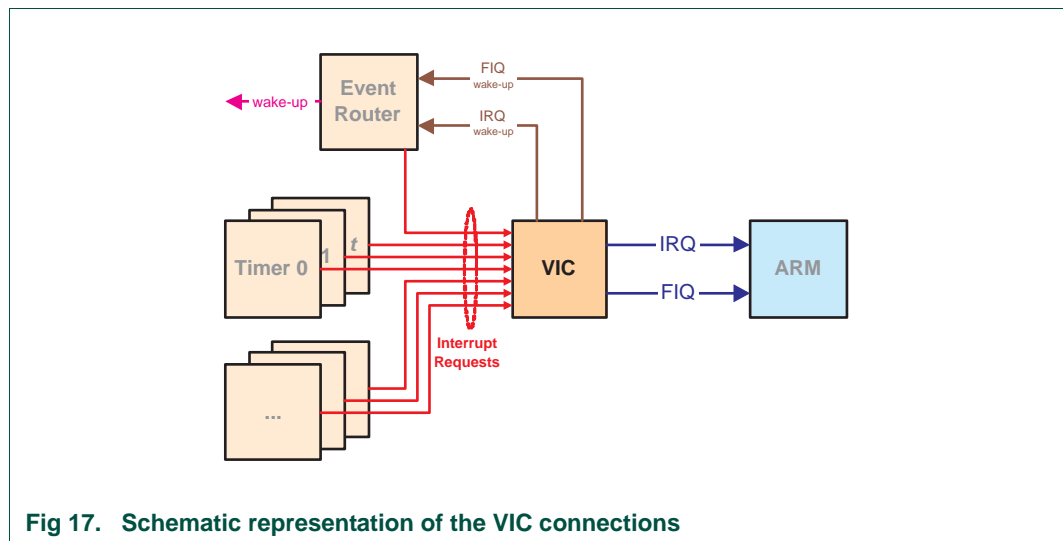 FIQ
wake-up
Event
Router
wake-up
IRQ
wake-up
t
1
Timer 0
VIC
IRQ
FIQ
ARM
Interrupt
Requests
...
Fig 17. Schematic representation of the VIC connections